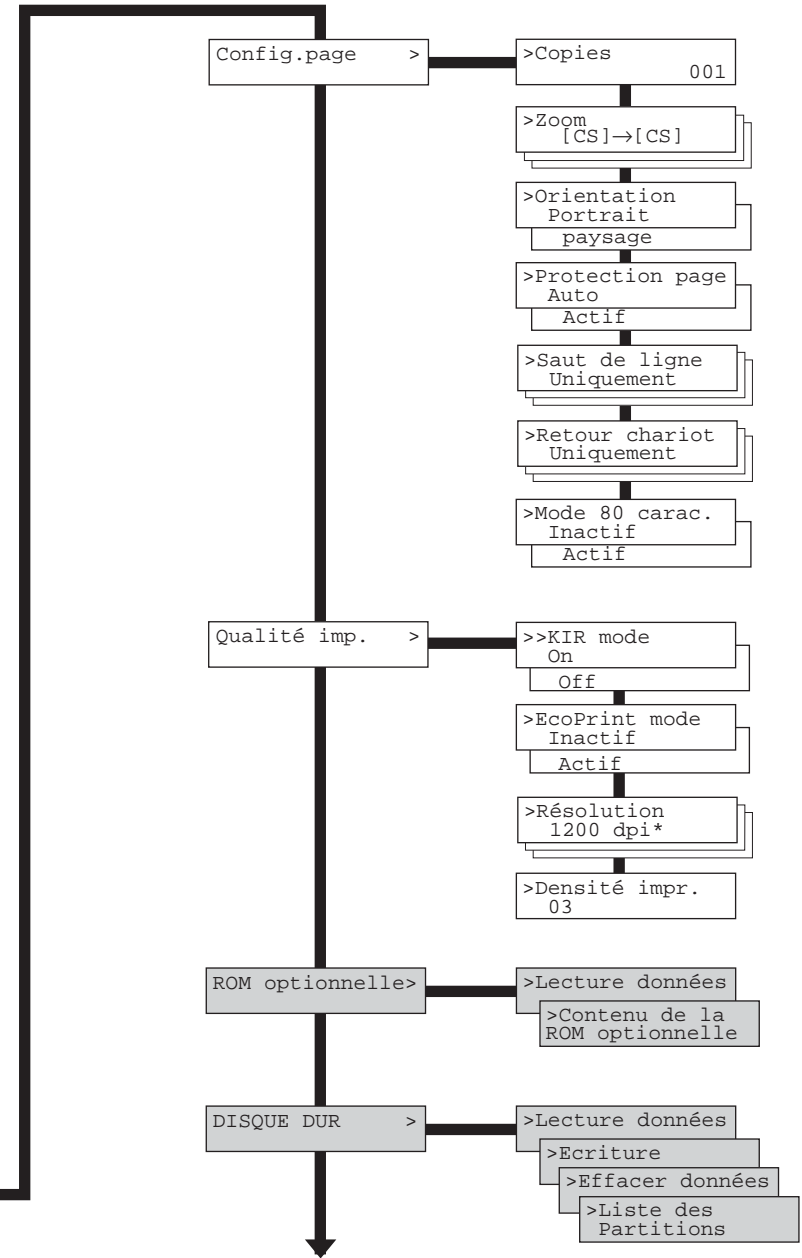 Config.page >
>Copies
001
>Zoom
[CS]→[CS]
>Orientation
Portrait
paysage
>Protection page
Auto
Actif
>Saut de ligne
Uniquement
>Retour chariot
Uniquement
>Mode 80 carac.
Inactif
Actif
Qualité imp. >
>>KIR mode
On
Off
>EcoPrint mode
Inactif
Actif
>Résolution
1200 dpi*
>Densité impr.
03
ROM optionnelle>
>Lecture données
>Contenu de la
ROM optionnelle
DISQUE DUR >
>Lecture données
>Ecriture
>Effacer données
>Liste des
Partitions